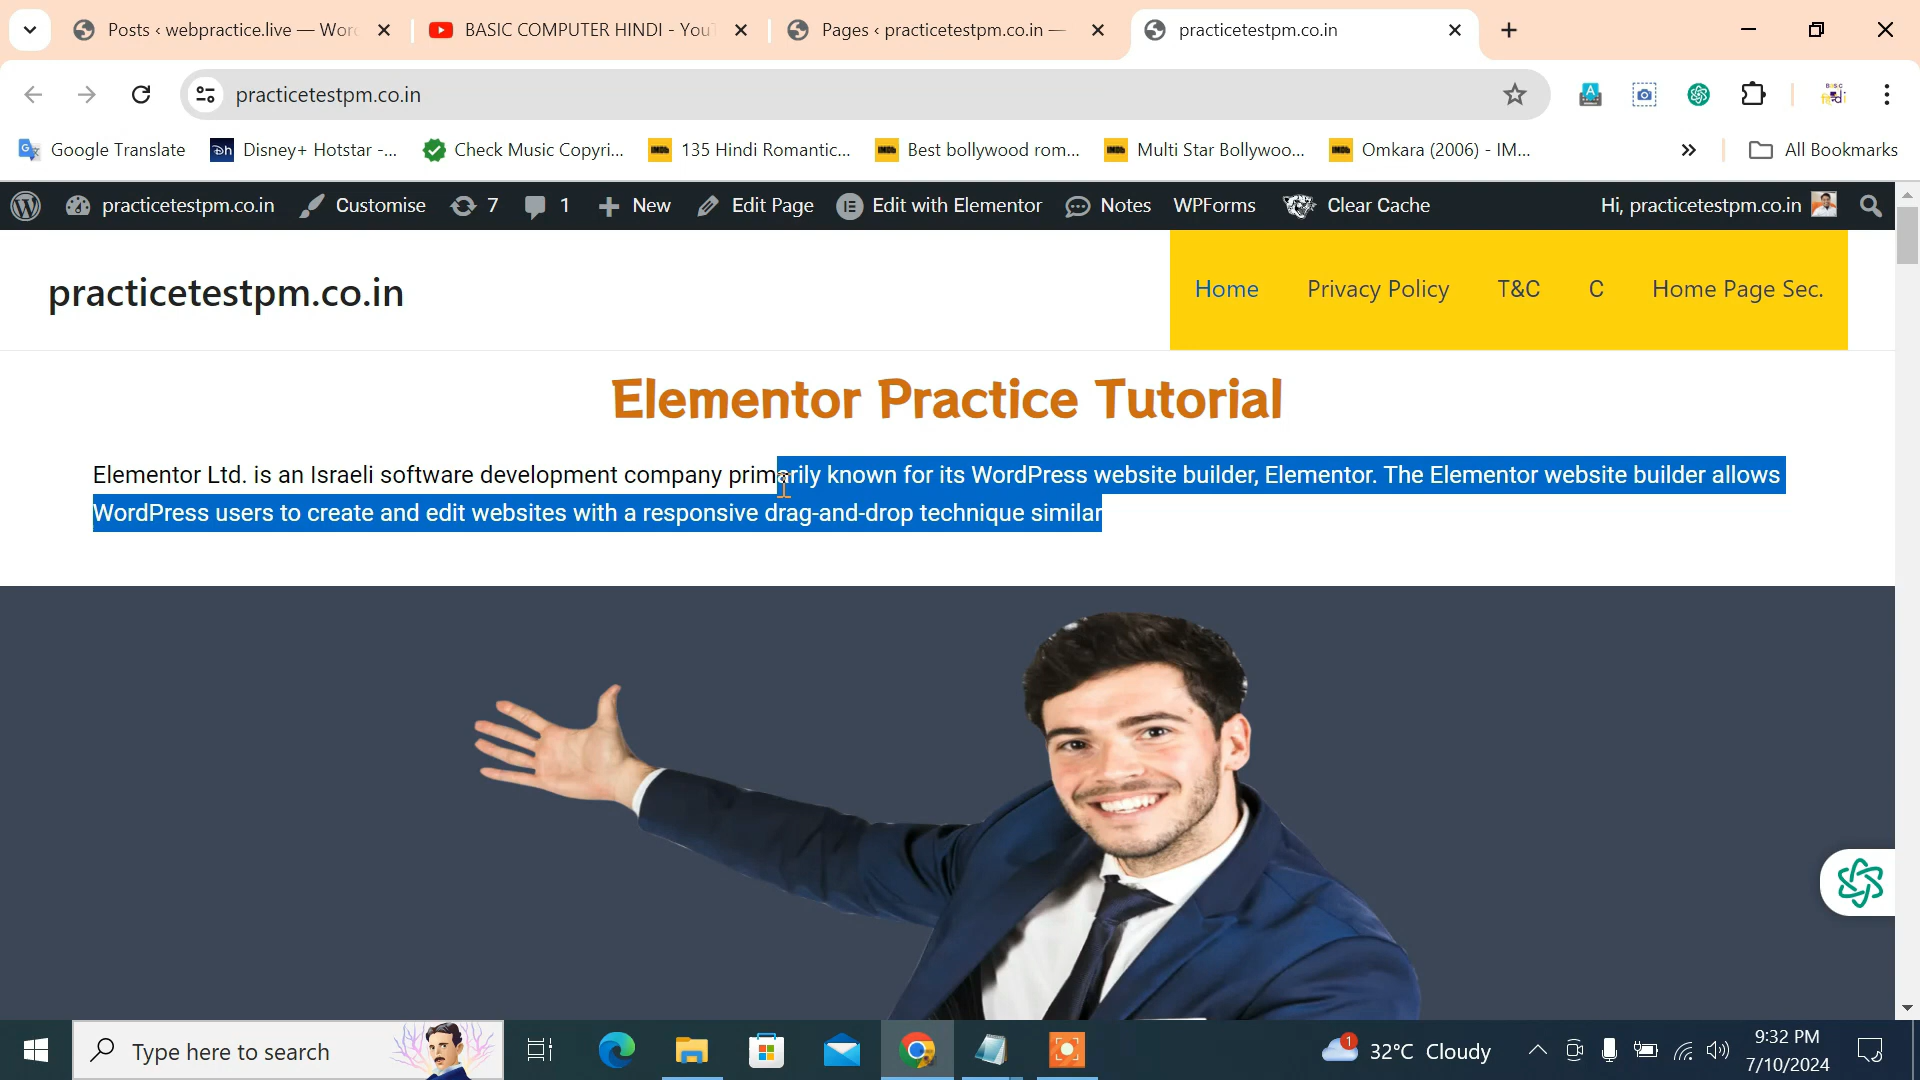 Posts ‹ webpractice.live — Wor
BASIC COMPUTER HINDI - YouT
Pages ‹ practicetestpm.co.in —
practicetestpm.co.in
practicetestpm.co.in
Google Translate
Disney+ Hotstar -...
Check Music Copyri...
135 Hindi Romantic...
Best bollywood rom...
Multi Star Bollywoo...
Omkara (2006) - IM...
All Bookmarks
practicetestpm.co.in
Customise
7
1
New
Edit Page
Edit with Elementor
Notes
WPForms
Clear Cache
Hi, practicetestpm.co.in
practicetestpm.co.in
Home
Privacy Policy
T&C
C
Home Page Sec.
Elementor Practice Tutorial
Elementor Ltd. is an Israeli software development company primarily known for its WordPress website builder, Elementor. The Elementor website builder allows
WordPress users to create and edit websites with a responsive drag-and-drop technique similar
Type here to search
1
32°C Cloudy
9:32 PM
7/10/2024